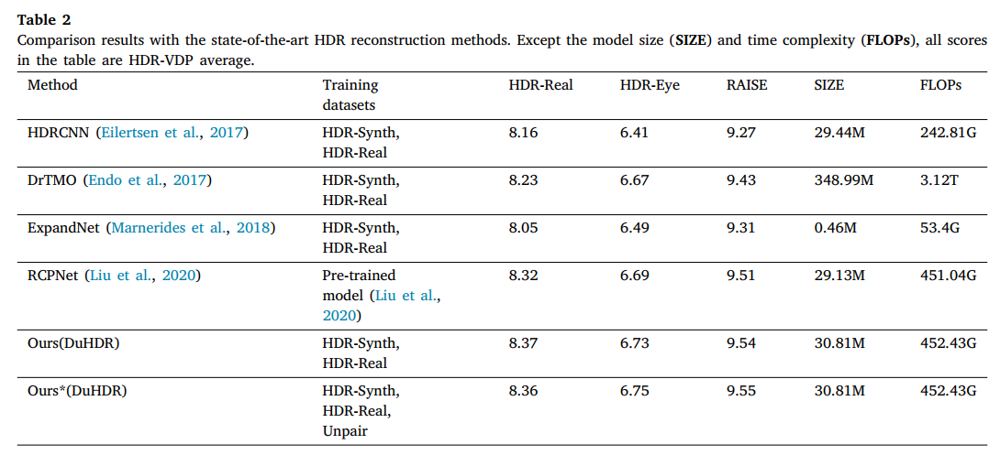 Table 2
Comparison results with the state-of-the-art HDR reconstruction methods. Except the model size (SIZE) and time complexity (FLOPs), all scores
in the table are HDR-VDP average.
Method Training HDR-Real HDR-Eye RAISE SIZE FLOPs
datasets
HDRCNN (Eilertsen et al., 2017) HDR-Synth, 8.16 6.41 9.27 29.44M 242.81G
HDR-Real
DrTMO (Endo et al., 2017) HDR-Synth, 8.23 6.67 9.43 348.99M 3.12T
HDR-Real
ExpandNet (Marnerides et al., 2018) HDR-Synth, 8.05 6.49 9.31 0.46M 53.4G
HDR-Real
RCPNet (Liu et al., 2020) Pre-trained 8.32 6.69 9.51 29.13M 451.04G
model (Liu et al.,
2020)
Ours(DuHDR) HDR-Synth, 8.37 6.73 9.54 30.81M 452.43G
HDR-Real
Ours*(DuHDR) HDR-Synth, 8.36 6.75 9.55 30.81M 452.43G
HDR-Real,
Unpair